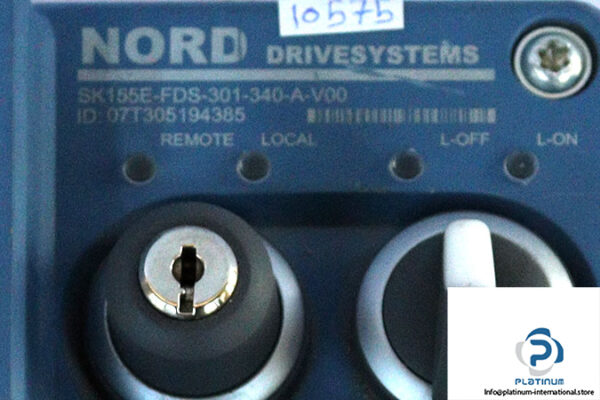 10575
NORD DRIVESYSTEMS
SK155E-FDS-301-340-A-V00
ID: 07T305194385
REMOTE LOCAL L-OFF L-ON
PLATINUM
Info@platinum-international.store